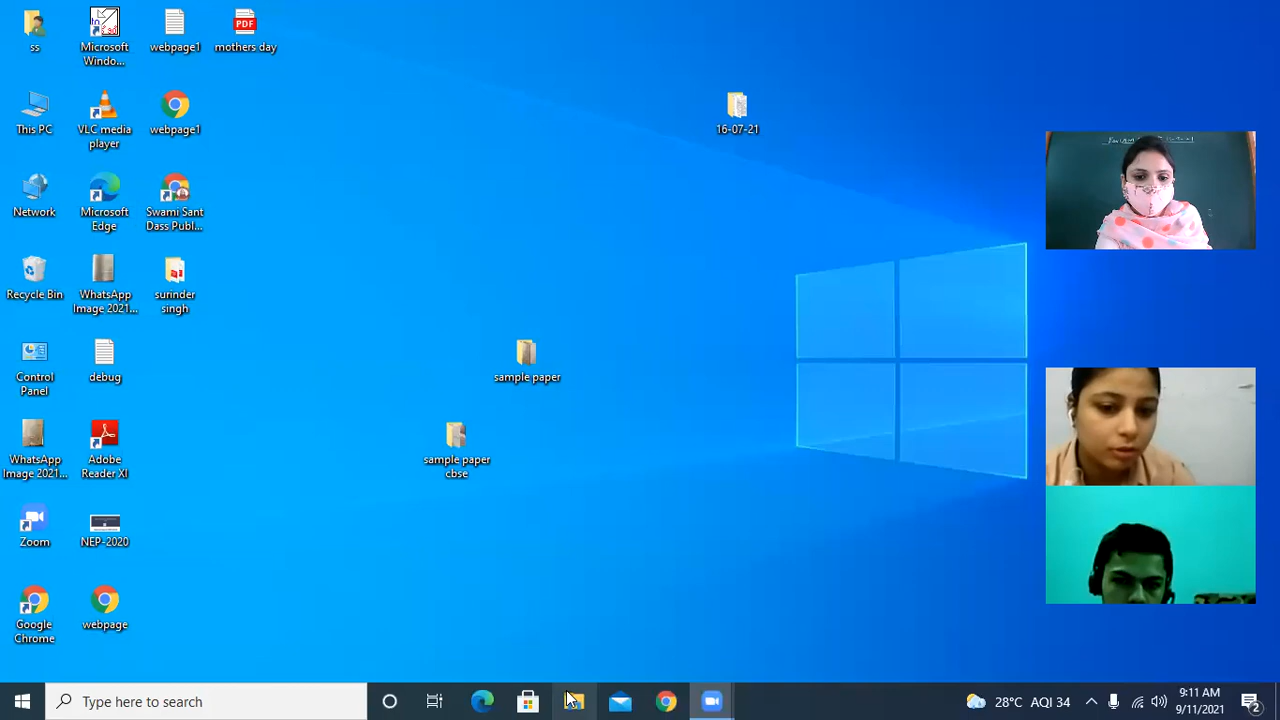 ss
Microsoft
Windo...
webpage1
PDF
mothers day
This PC
VLC media
player
webpage1
16-07-21
Network
Microsoft
Edge
Swami Sant
Dass Publ...
Recycle Bin
WhatsApp
Image 2021...
surinder
singh
Control
Panel
debug
sample paper
WhatsApp
Image 2021...
Adobe
Reader XI
sample paper
cbse
Zoom
NEP-2020
Google
Chrome
webpage
Type here to search
28°C AQI 34
9:11 AM
9/11/2021
2